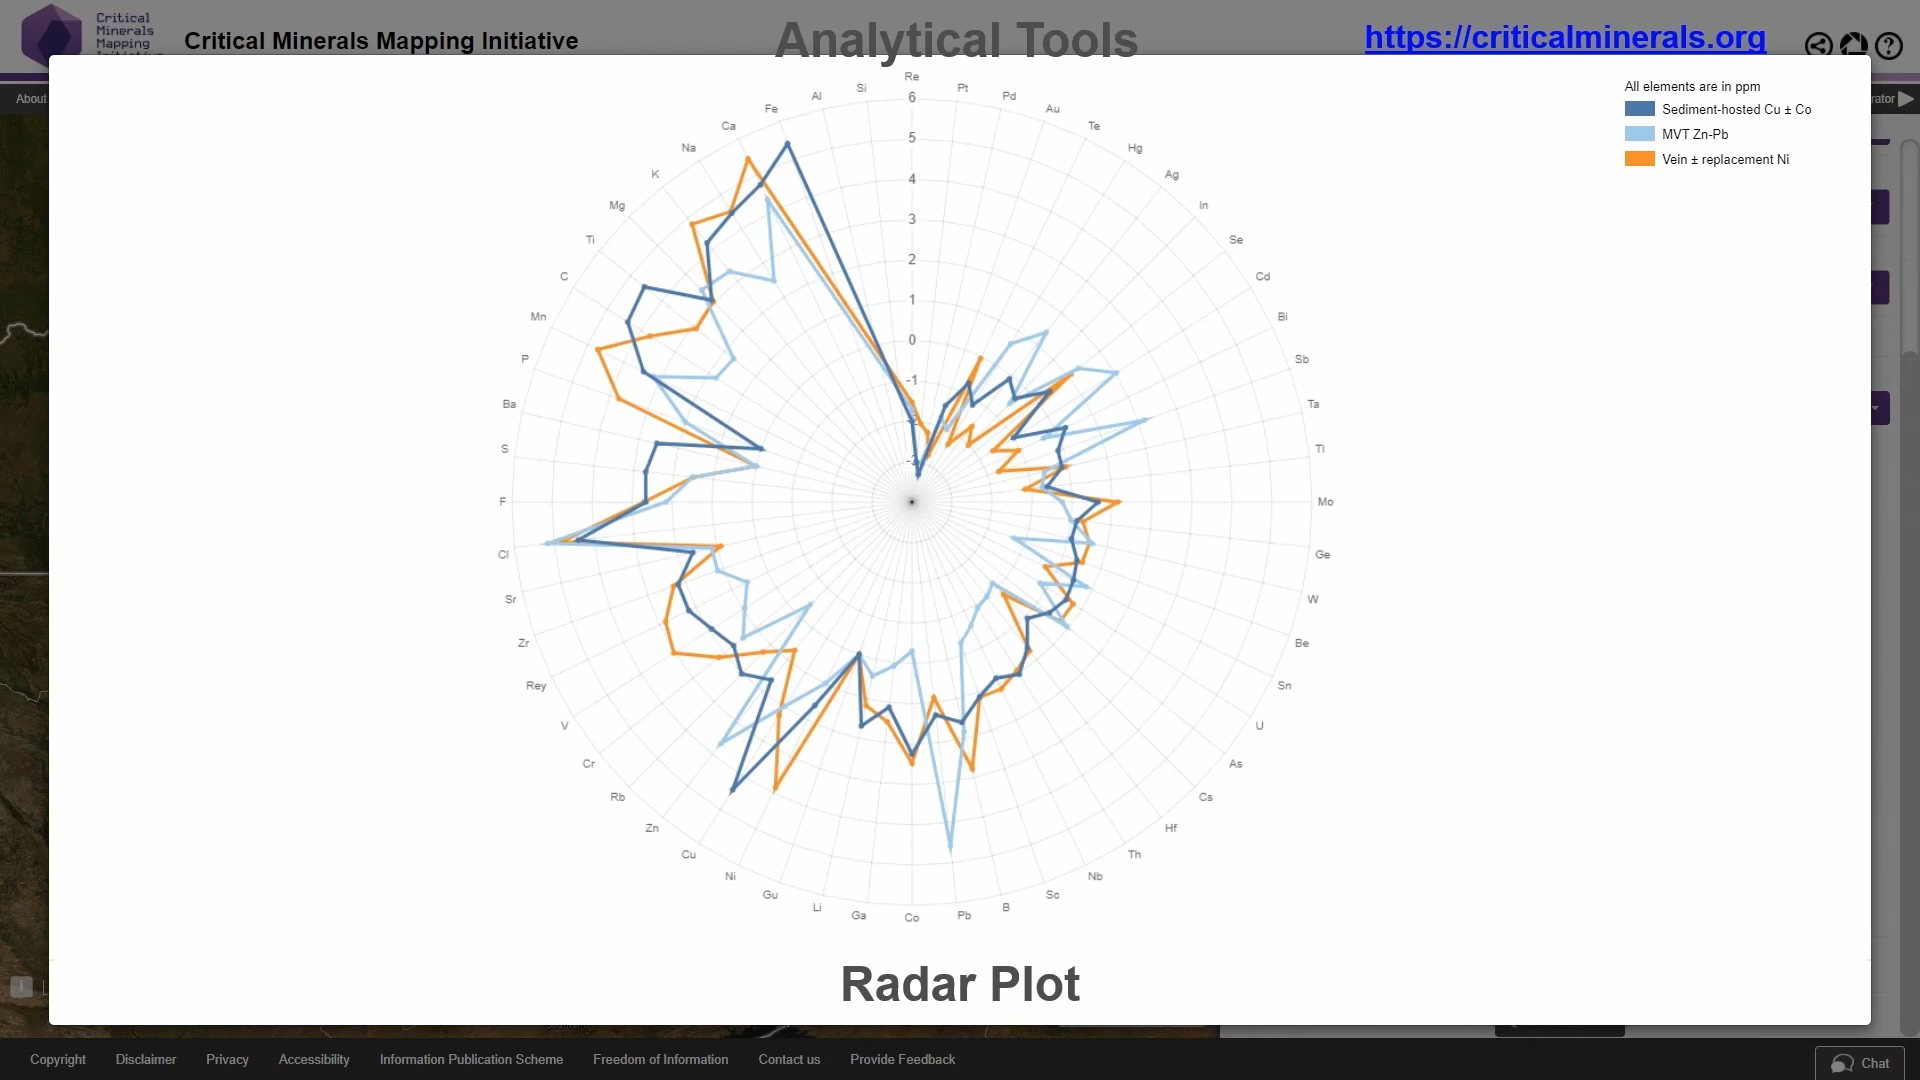 Critical
Minerals
Mapping
Initiative
Critical Minerals Mapping Initiative
Analytical Tools
https://criticalminerals.org
About
rator
All elements are in ppm
Sediment-hosted Cu ± Co
MVT Zn-Pb
Vein ± replacement Ni
Re
Pt
Pd
Au
Te
Hg
Ag
In
Se
Cd
Bi
Sb
Ta
Tl
Mo
Ge
W
Be
Sn
U
As
Cs
Hf
Th
Nb
Sc
B
Pb
Co
Ga
Li
Gu
Ni
Cu
Zn
Rb
Cr
V
Rey
Zr
Sr
Cl
F
S
Ba
P
Mn
C
Ti
Mg
K
Na
Ca
Fe
Al
Si
6
5
4
3
2
1
0
-1
-2
-3
Radar Plot
Copyright Disclaimer Privacy Accessibility Information Publication Scheme Freedom of Information Contact us Provide Feedback
Chat